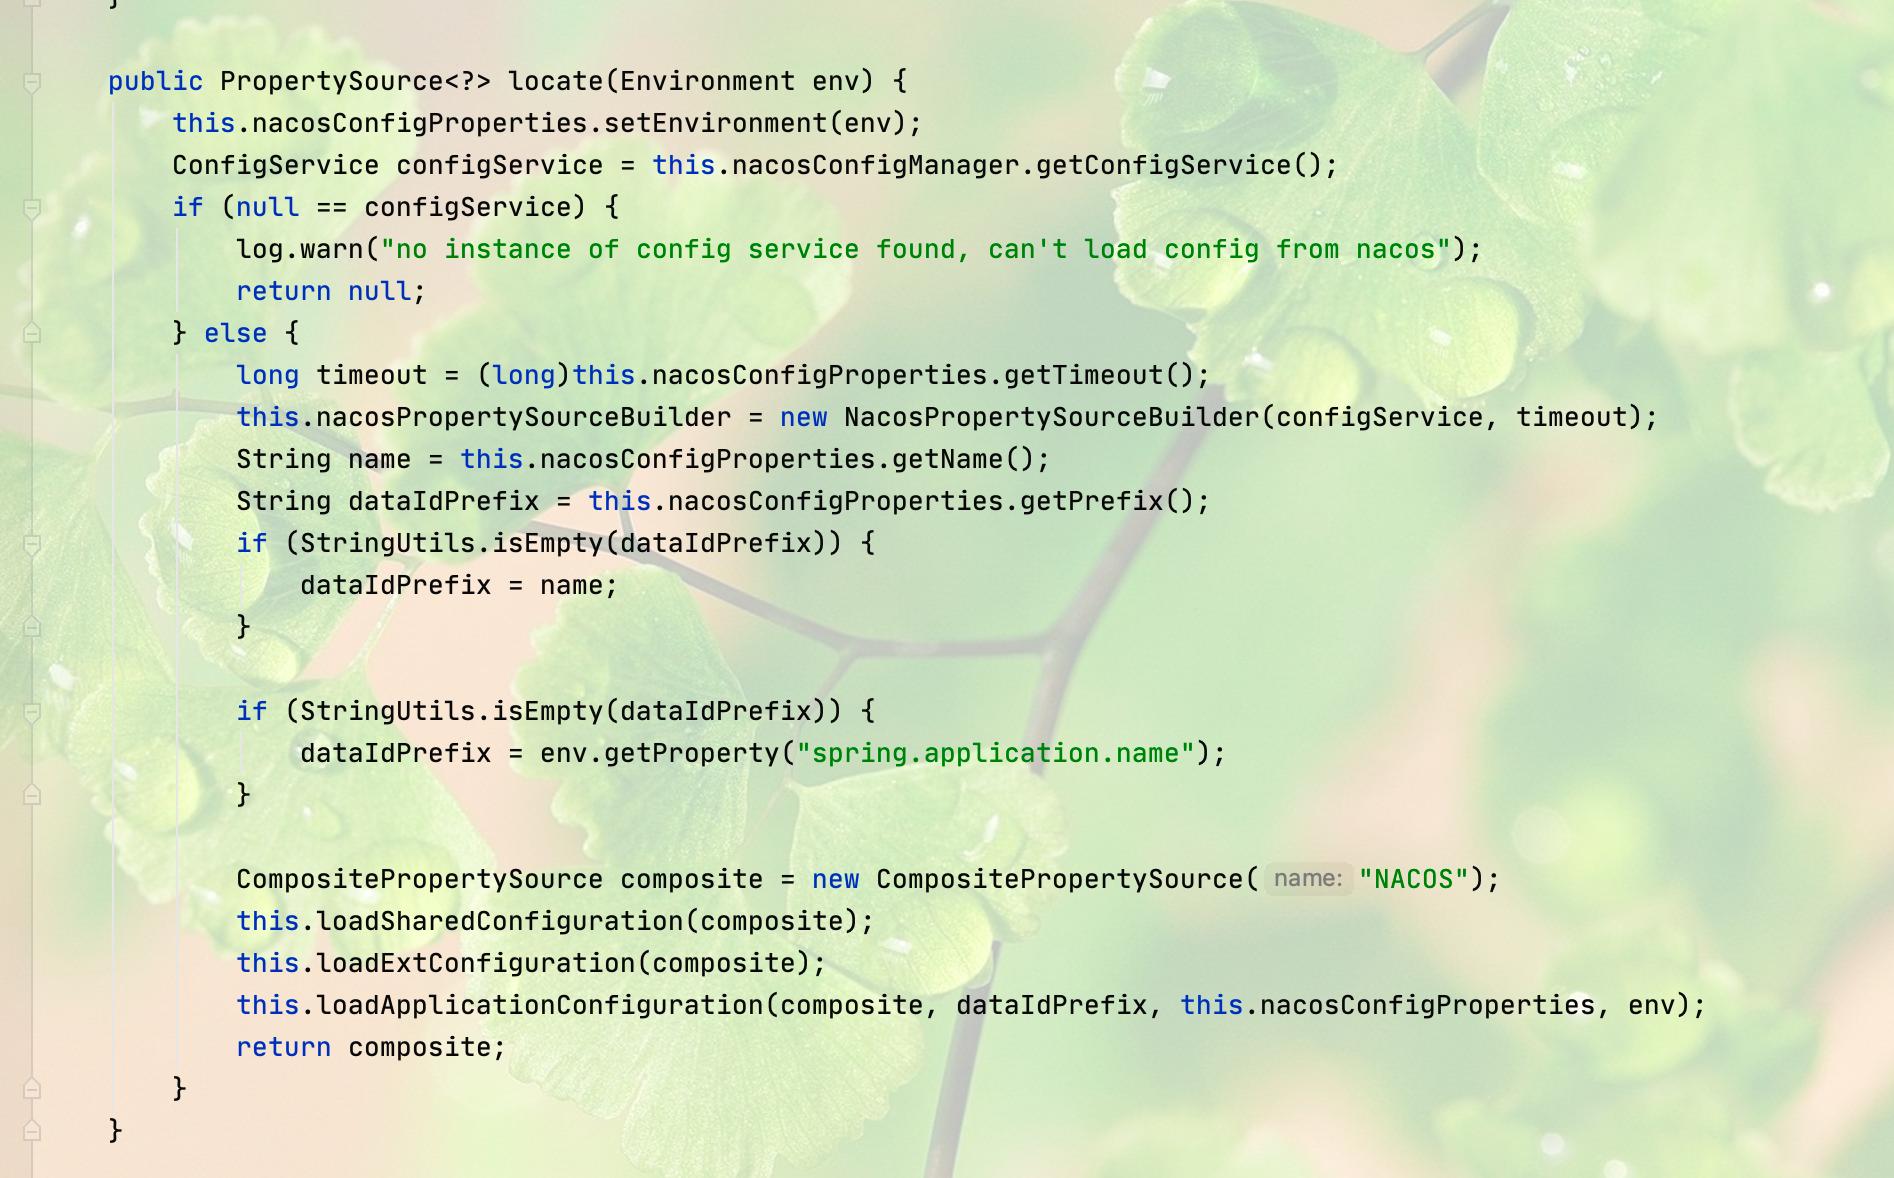 }
public PropertySource<?> locate(Environment env) {
this.nacosConfigProperties.setEnvironment(env);
ConfigService configService = this.nacosConfigManager.getConfigService();
if (null == configService) {
log.warn("no instance of config service found, can't load config from nacos");
return null;
} else {
long timeout = (long)this.nacosConfigProperties.getTimeout();
this.nacosPropertySourceBuilder = new NacosPropertySourceBuilder(configService, timeout);
String name = this.nacosConfigProperties.getName();
String dataIdPrefix = this.nacosConfigProperties.getPrefix();
if (StringUtils.isEmpty(dataIdPrefix)) {
dataIdPrefix = name;
}
if (StringUtils.isEmpty(dataIdPrefix)) {
dataIdPrefix = env.getProperty("spring.application.name");
}
CompositePropertySource composite = new CompositePropertySource( name: "NACOS");
this.loadSharedConfiguration(composite);
this.loadExtConfiguration(composite);
this.loadApplicationConfiguration(composite, dataIdPrefix, this.nacosConfigProperties, env);
return composite;
}
}